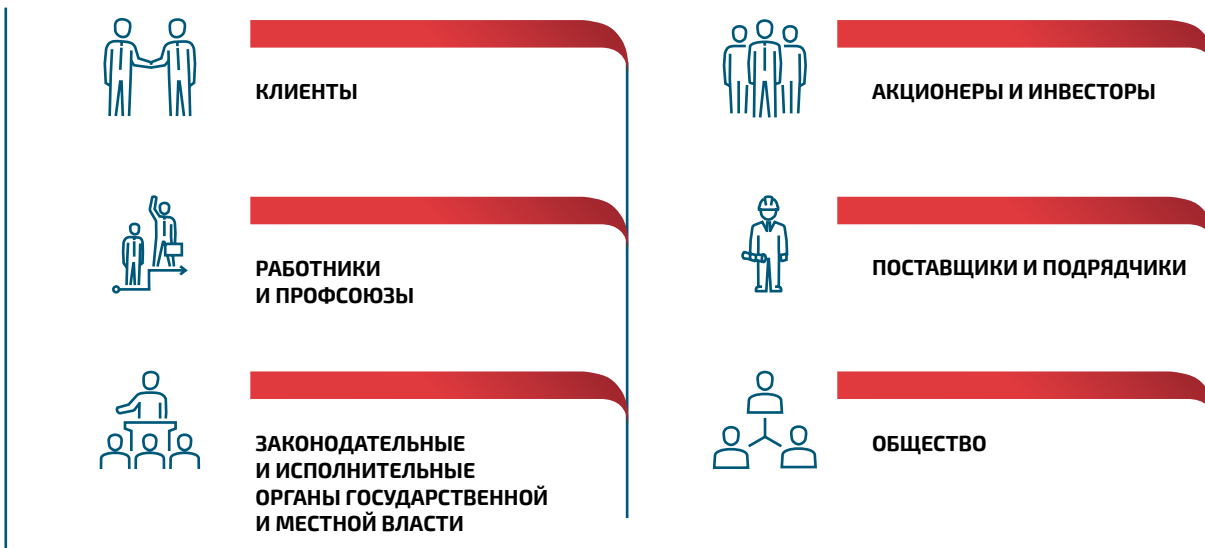 КЛИЕНТЫ
АКЦИОНЕРЫ И ИНВЕСТОРЫ
РАБОТНИКИ
И ПРОФСОЮЗЫ
ПОСТАВЩИКИ И ПОДРЯДЧИКИ
ЗАКОНОДАТЕЛЬНЫЕ
И ИСПОЛНИТЕЛЬНЫЕ
ОРГАНЫ ГОСУДАРСТВЕННОЙ
И МЕСТНОЙ ВЛАСТИ
ОБЩЕСТВО